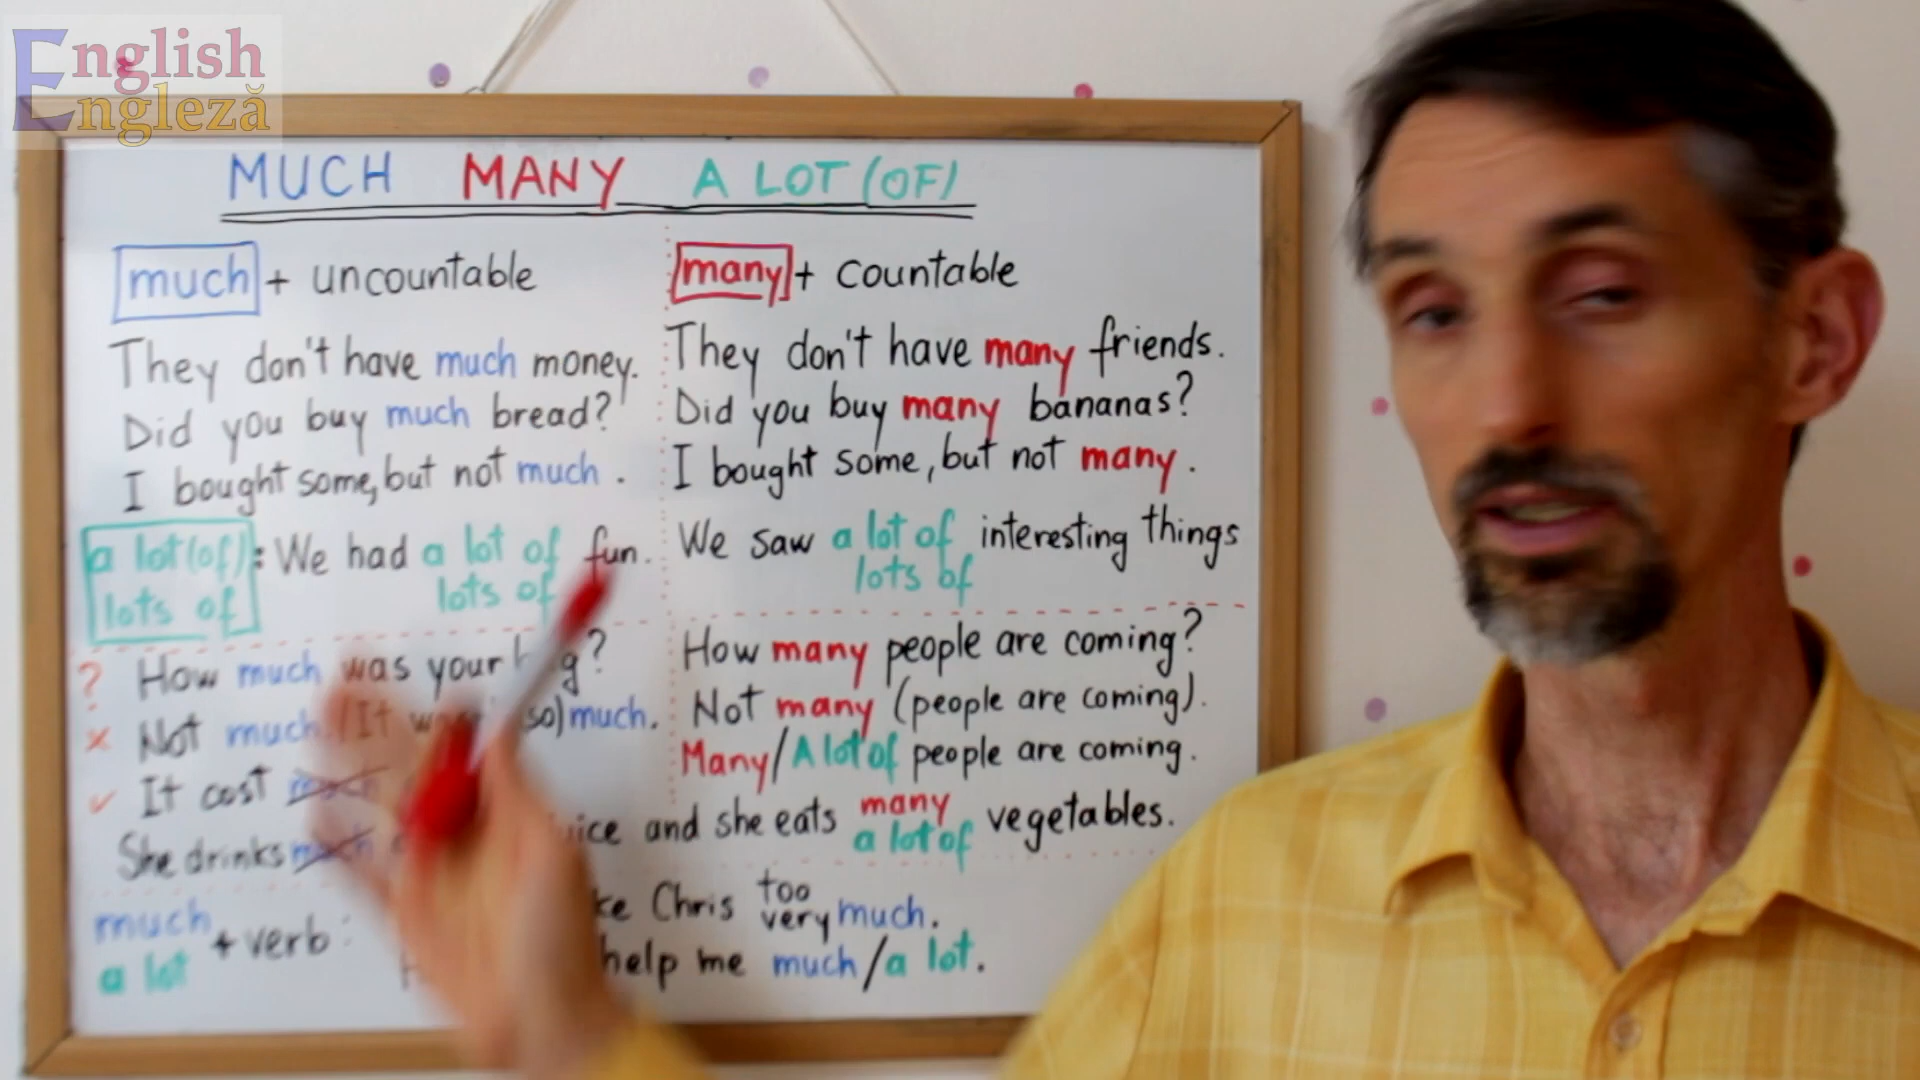 English
Engleză
MUCH MANY A LOT (OF)
much + uncountable
They don't have much money.
Did you buy much bread?
I bought some, but not much.
a lot (of): We had a lot of fun.
lots of
lots of
many + countable
They don't have many friends.
Did you buy many bananas?
I bought some, but not many.
We saw a lot of interesting things
lots of
? How much was your
x Not much / It (so) much.
✓ It cost much
How many people are coming?
Not many (people are coming).
Many / A lot of people are coming.
She drinks much and she eats many vegetables.
a lot of
much
a lot
+ verb:
Chris too
very much.
help me much / a lot.